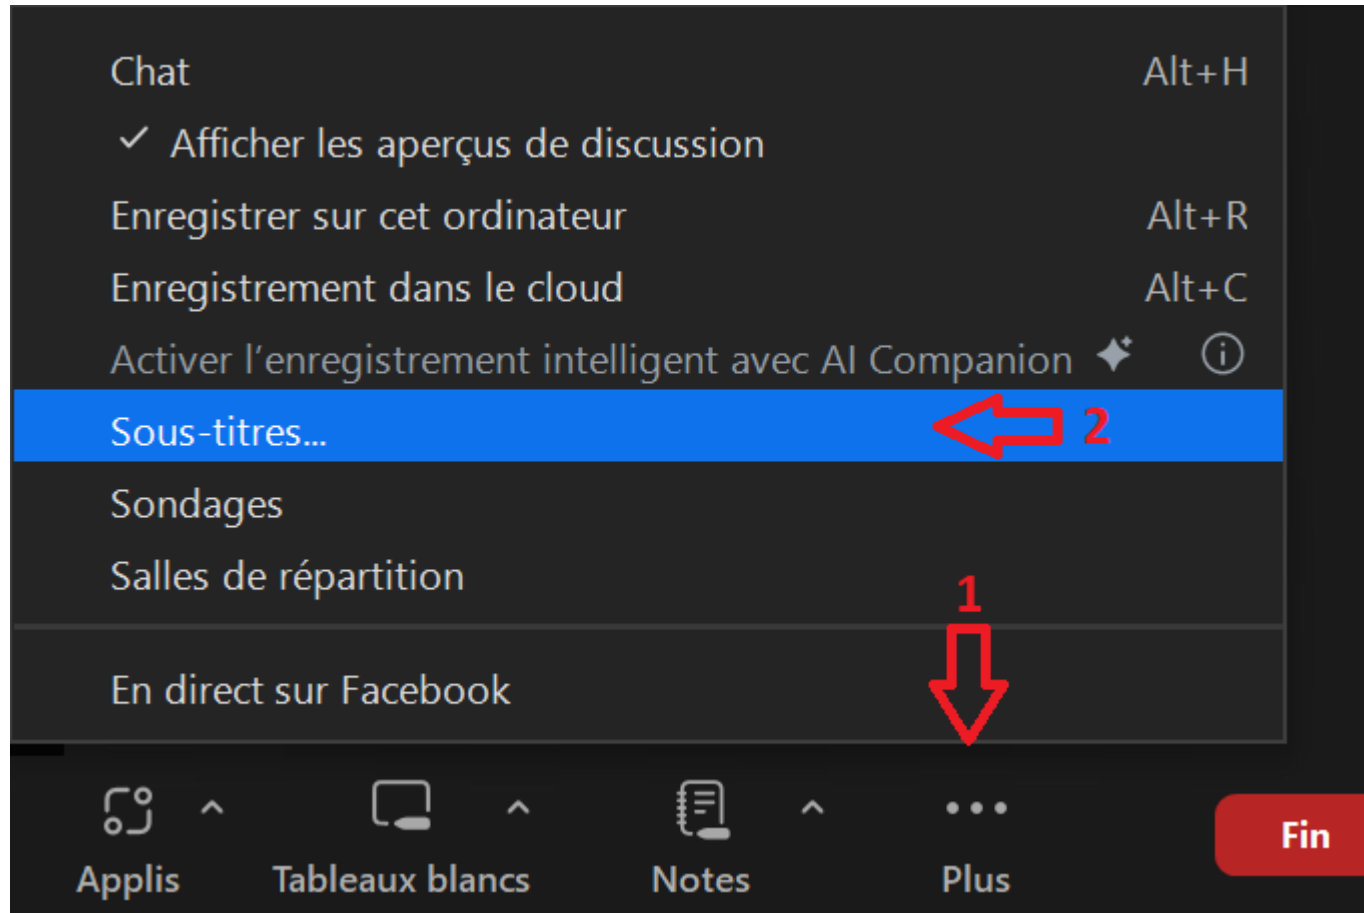 Chat Alt+H
Afficher les aperçus de discussion
Enregistrer sur cet ordinateur Alt+R
Enregistrement dans le cloud Alt+C
Activer l’enregistrement intelligent avec AI Companion
Sous-titres... 2
Sondages
Salles de répartition
1
En direct sur Facebook
Applis Tableaux blancs Notes Plus Fin